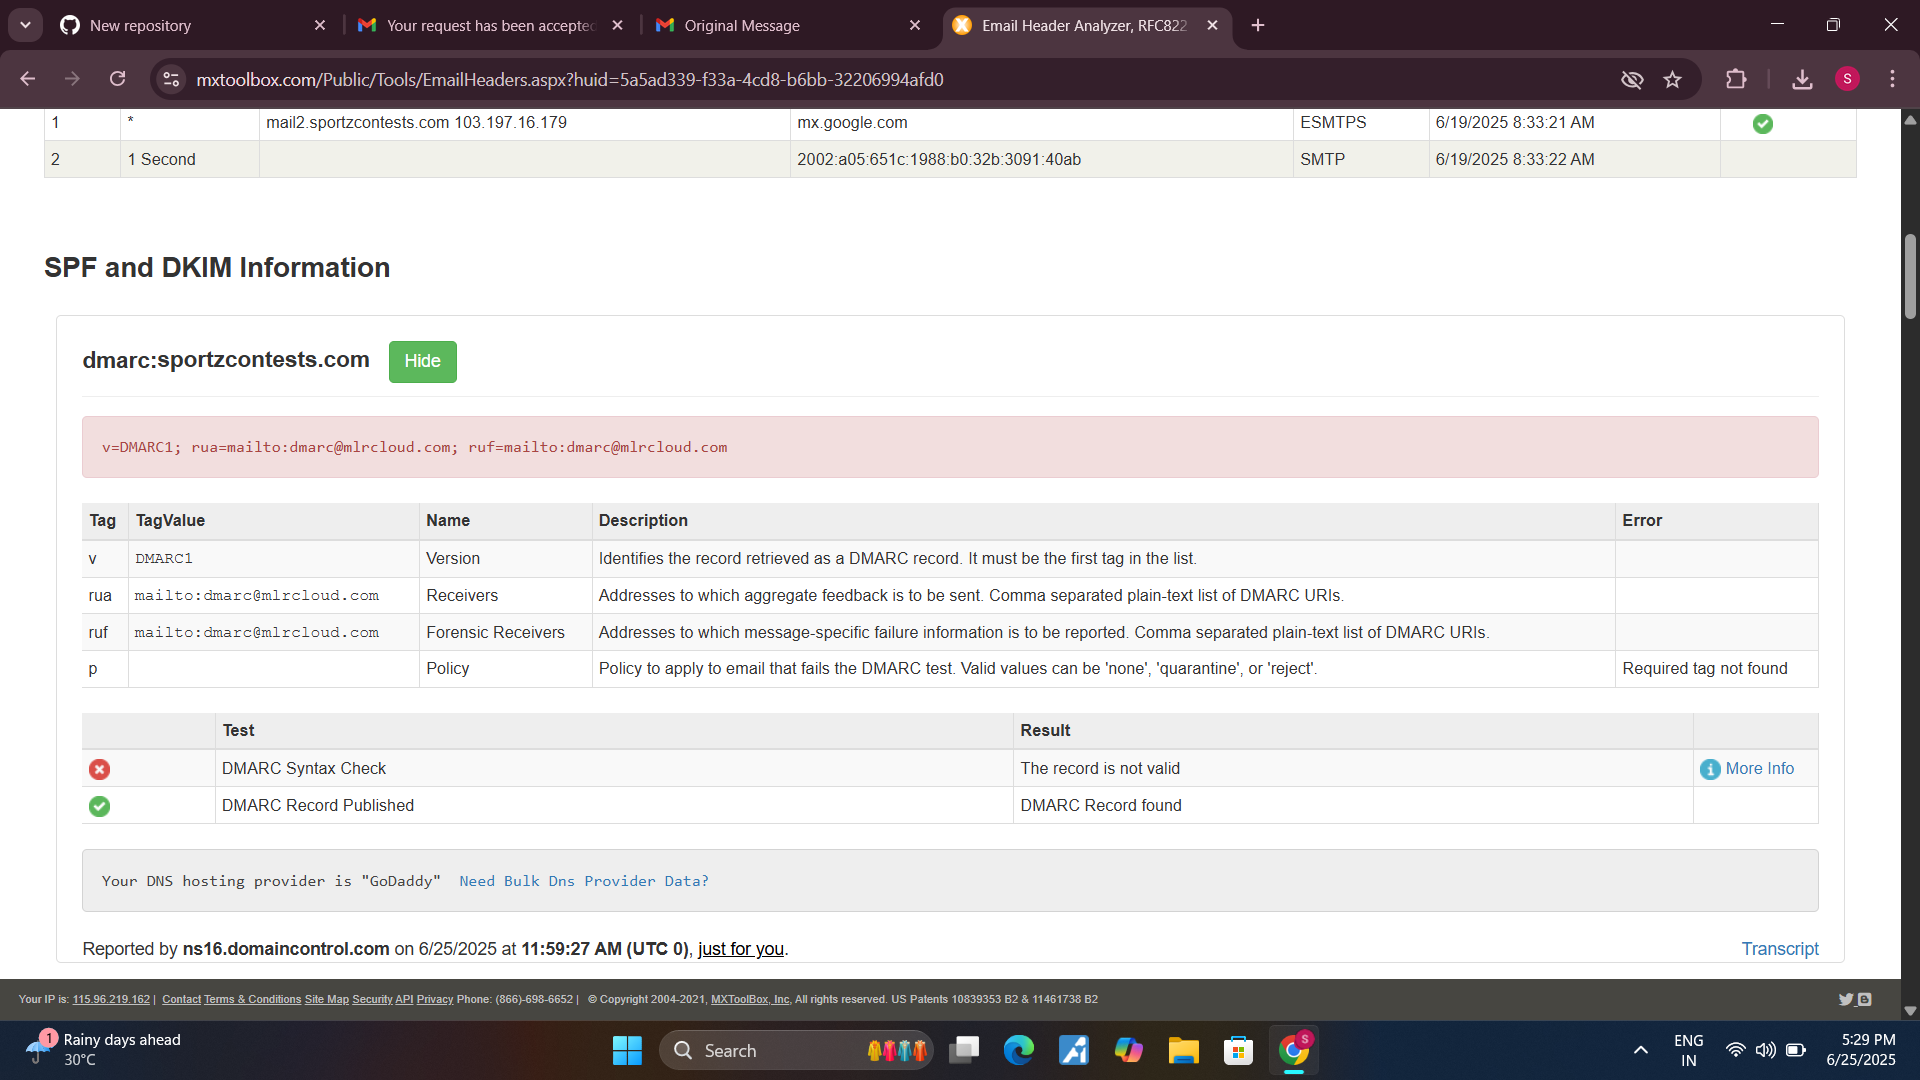 New repository
Your request has been accepted
Original Message
Email Header Analyzer, RFC822
mxtoolbox.com/Public/Tools/EmailHeaders.aspx?huid=5a5ad339-f33a-4cd8-b6bb-32206994afd0
S
1 * mail2.sportzcontests.com 103.197.16.179 mx.google.com ESMTPS 6/19/2025 8:33:21 AM
2 1 Second 2002:a05:651c:1988:b0:32b:3091:40ab SMTP 6/19/2025 8:33:22 AM
SPF and DKIM Information
dmarc:sportzcontests.com Hide
v=DMARC1; rua=mailto:dmarc@mlrcloud.com; ruf=mailto:dmarc@mlrcloud.com
Tag TagValue Name Description Error
v DMARC1 Version Identifies the record retrieved as a DMARC record. It must be the first tag in the list.
rua mailto:dmarc@mlrcloud.com Receivers Addresses to which aggregate feedback is to be sent. Comma separated plain-text list of DMARC URIs.
ruf mailto:dmarc@mlrcloud.com Forensic Receivers Addresses to which message-specific failure information is to be reported. Comma separated plain-text list of DMARC URIs.
p Policy Policy to apply to email that fails the DMARC test. Valid values can be 'none', 'quarantine', or 'reject'. Required tag not found
Test Result
DMARC Syntax Check The record is not valid More Info
DMARC Record Published DMARC Record found
Your DNS hosting provider is "GoDaddy" Need Bulk Dns Provider Data?
Reported by ns16.domaincontrol.com on 6/25/2025 at 11:59:27 AM (UTC 0), just for you. Transcript
Your IP is: 115.96.219.162 | Contact Terms & Conditions Site Map Security API Privacy Phone: (866)-698-6652 | © Copyright 2004-2021, MXToolBox, Inc, All rights reserved. US Patents 10839353 B2 & 11461738 B2
1
Rainy days ahead
30°C
Search
S
ENG
IN
5:29 PM
6/25/2025